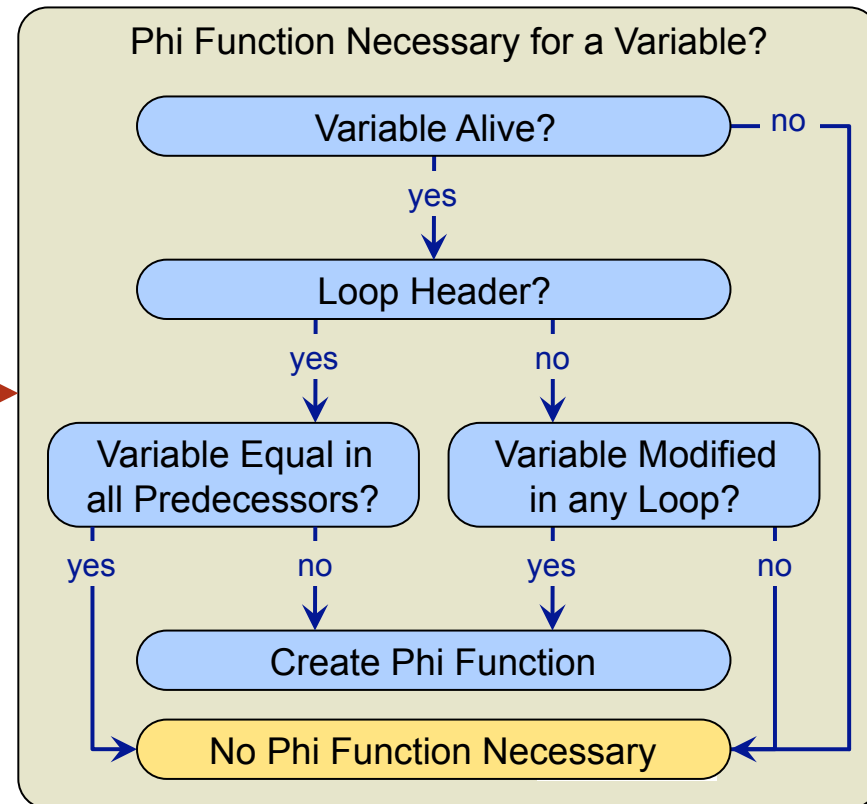 Phi Function Necessary for a Variable?
Variable Alive?
no
yes
Loop Header?
yes
no
Variable Equal in
all Predecessors?
Variable Modified
in any Loop?
yes
no
yes
no
Create Phi Function
No Phi Function Necessary